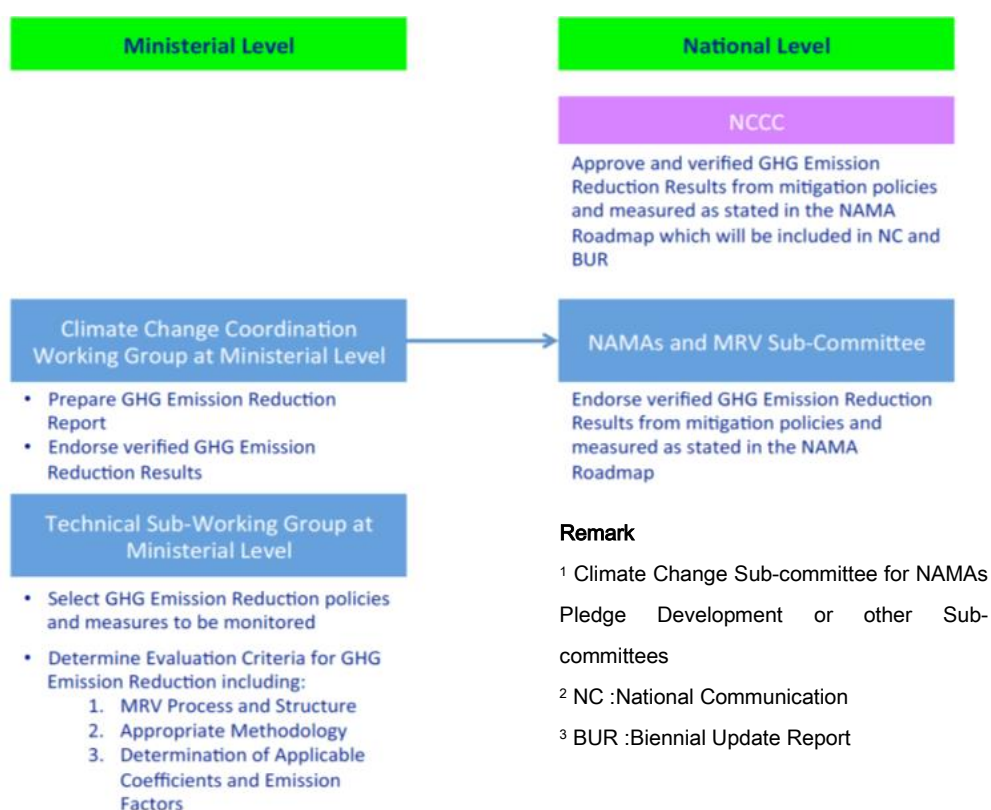 Ministerial Level
National Level
NCCC
Approve and verified GHG Emission
Reduction Results from mitigation policies
and measured as stated in the NAMA
Roadmap which will be included in NC and
BUR
Climate Change Coordination
Working Group at Ministerial Level
NAMAs and MRV Sub-Committee
• Prepare GHG Emission Reduction
Report
• Endorse verified GHG Emission
Reduction Results
Endorse verified GHG Emission Reduction
Results from mitigation policies and
measured as stated in the NAMA
Roadmap
Technical Sub-Working Group at
Ministerial Level
• Select GHG Emission Reduction policies
and measures to be monitored
• Determine Evaluation Criteria for GHG
Emission Reduction including:
1. MRV Process and Structure
2. Appropriate Methodology
3. Determination of Applicable
Coefficients and Emission
Factors
Remark
¹ Climate Change Sub-committee for NAMAs
Pledge Development or other Sub-
committees
² NC :National Communication
³ BUR :Biennial Update Report